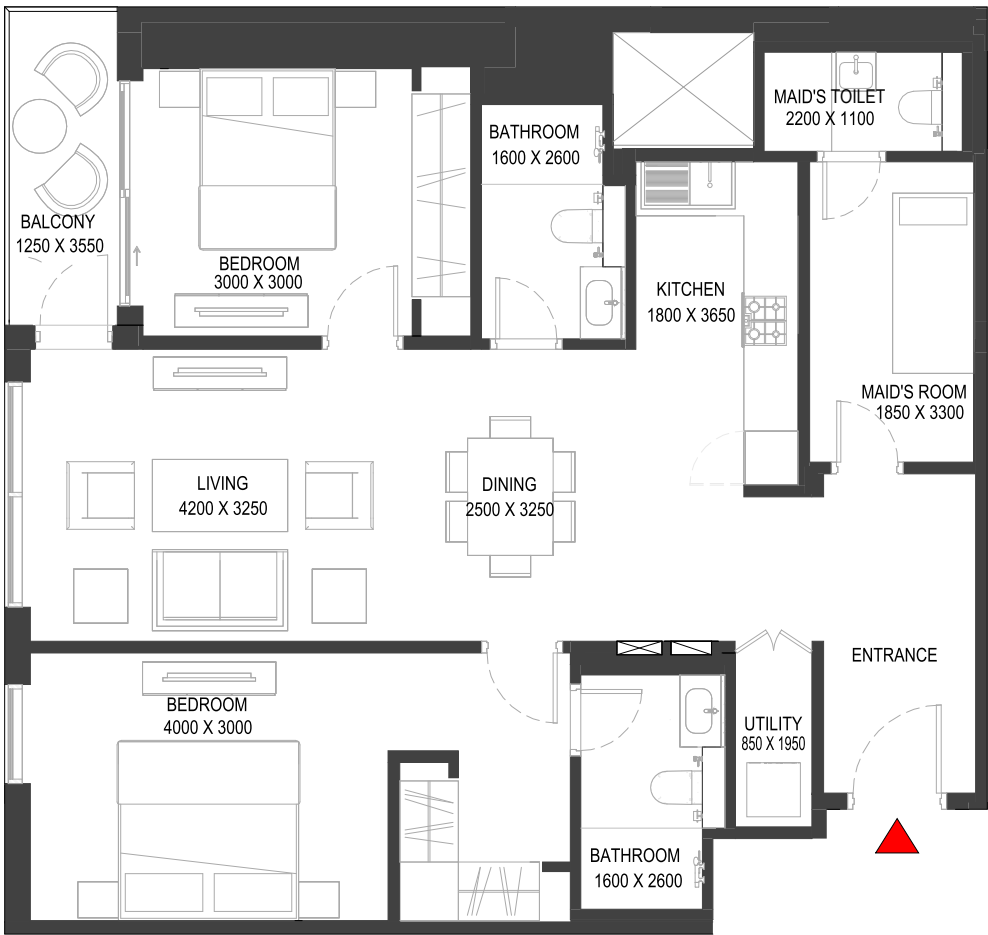 MAID'S TOILET
2200 X 1100
BATHROOM
1600 X 2600
BALCONY
1250 X 3550
BEDROOM
3000 X 3000
KITCHEN
1800 X 3650
MAID'S ROOM
1850 X 3300
LIVING
4200 X 3250
DINING
2500 X 3250
ENTRANCE
BEDROOM
4000 X 3000
UTILITY
850 X 1950
BATHROOM
1600 X 2600